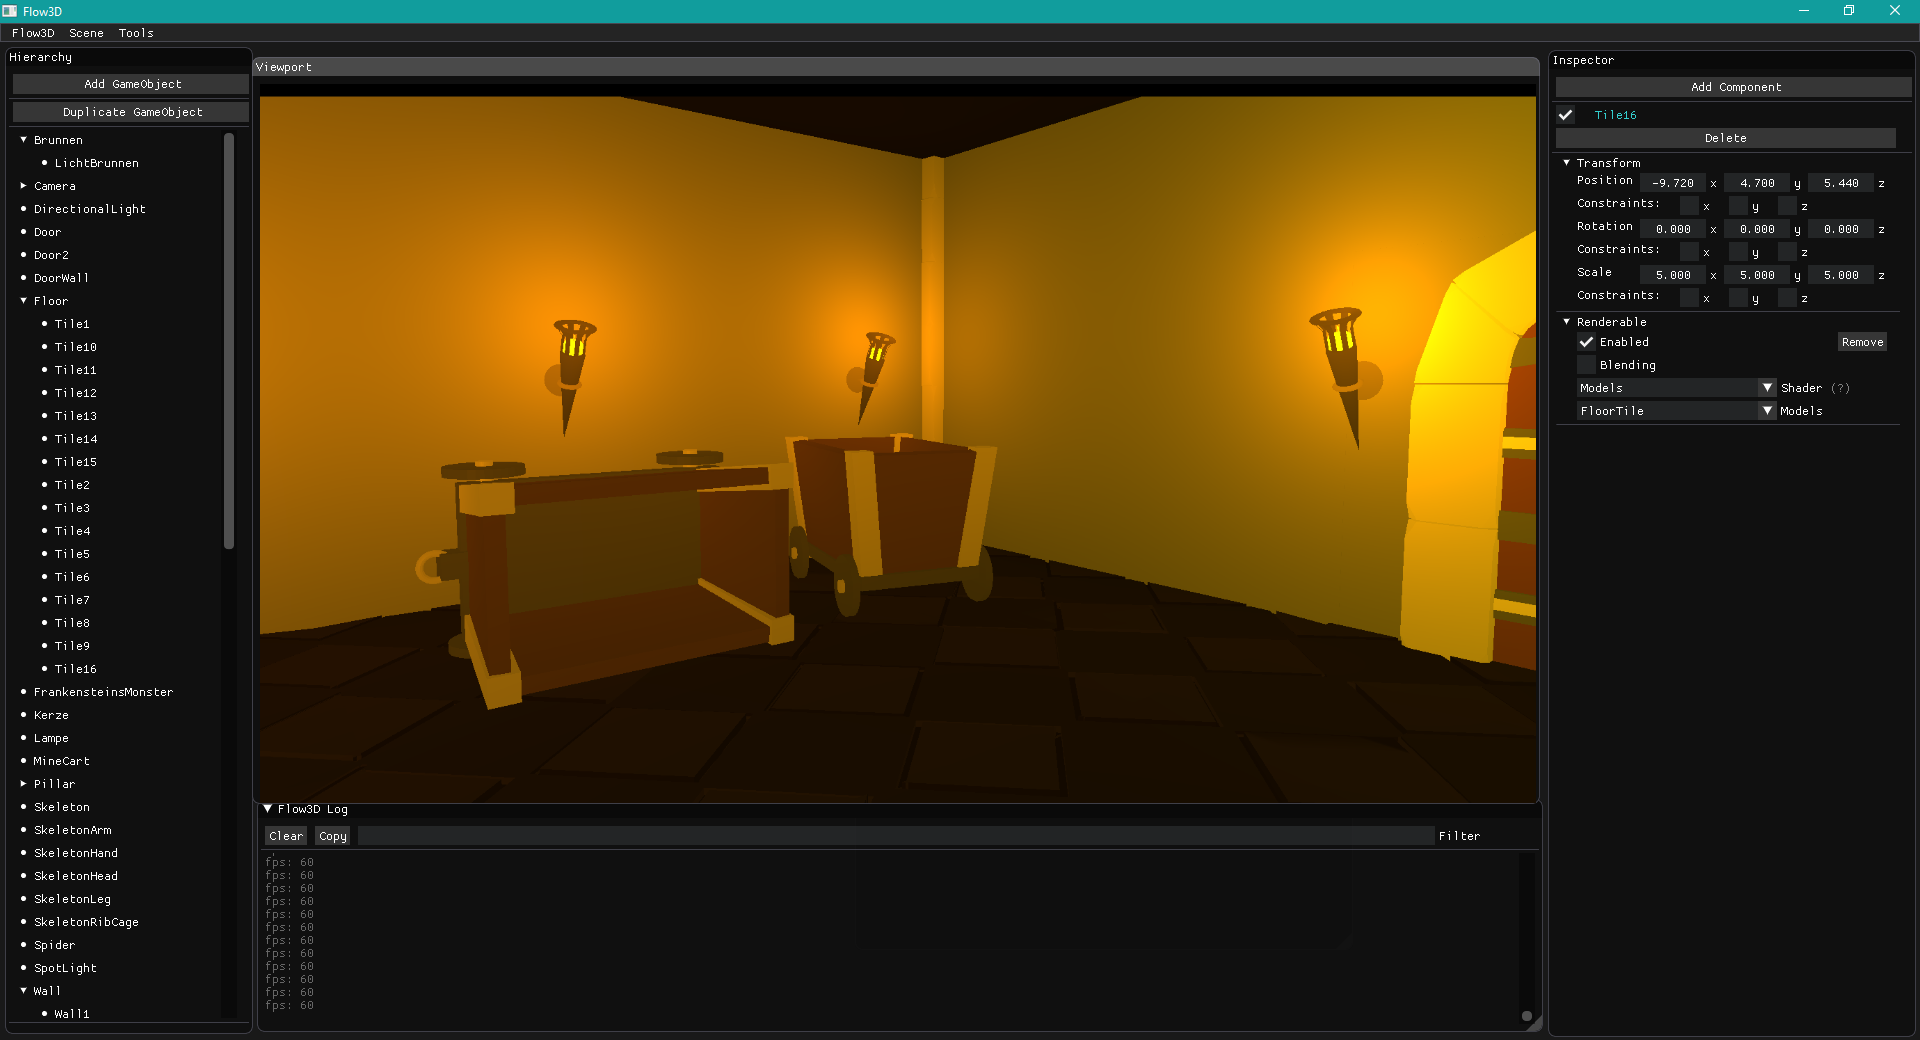 Flow3D
Flow3D Scene Tools
Hierarchy
Add GameObject
Duplicate GameObject
Brunnen
LichtBrunnen
Camera
DirectionalLight
Door
Door2
DoorWall
Floor
Tile1
Tile10
Tile11
Tile12
Tile13
Tile14
Tile15
Tile2
Tile3
Tile4
Tile5
Tile6
Tile7
Tile8
Tile9
Tile16
FrankensteinsMonster
Kerze
Lampe
MineCart
Pillar
Skeleton
SkeletonArm
SkeletonHand
SkeletonHead
SkeletonLeg
SkeletonRibCage
Spider
SpotLight
Wall
Wall1
Viewport
Flow3D Log
Clear Copy Filter
fps: 60
fps: 60
fps: 60
fps: 60
fps: 60
fps: 60
fps: 60
fps: 60
fps: 60
fps: 60
fps: 60
fps: 60
Inspector
Add Component
Tile16
Delete
Transform
Position -9.720 x 4.700 y 5.440 z
Constraints: x y z
Rotation 0.000 x 0.000 y 0.000 z
Constraints: x y z
Scale 5.000 x 5.000 y 5.000 z
Constraints: x y z
Renderable
Enabled Remove
Blending
Models Shader (?)
FloorTile Models